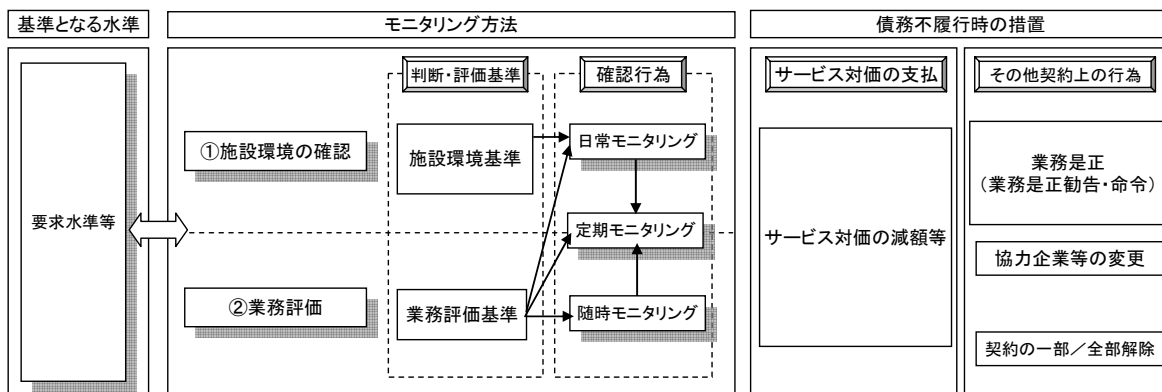 基準となる水準
モニタリング方法
債務不履行時の措置
判断・評価基準
確認行為
サービス対価の支払
その他契約上の行為
要求水準等
①施設環境の確認
施設環境基準
日常モニタリング
定期モニタリング
②業務評価
業務評価基準
随時モニタリング
サービス対価の減額等
業務是正
（業務是正勧告・命令）
協力企業等の変更
契約の一部／全部解除